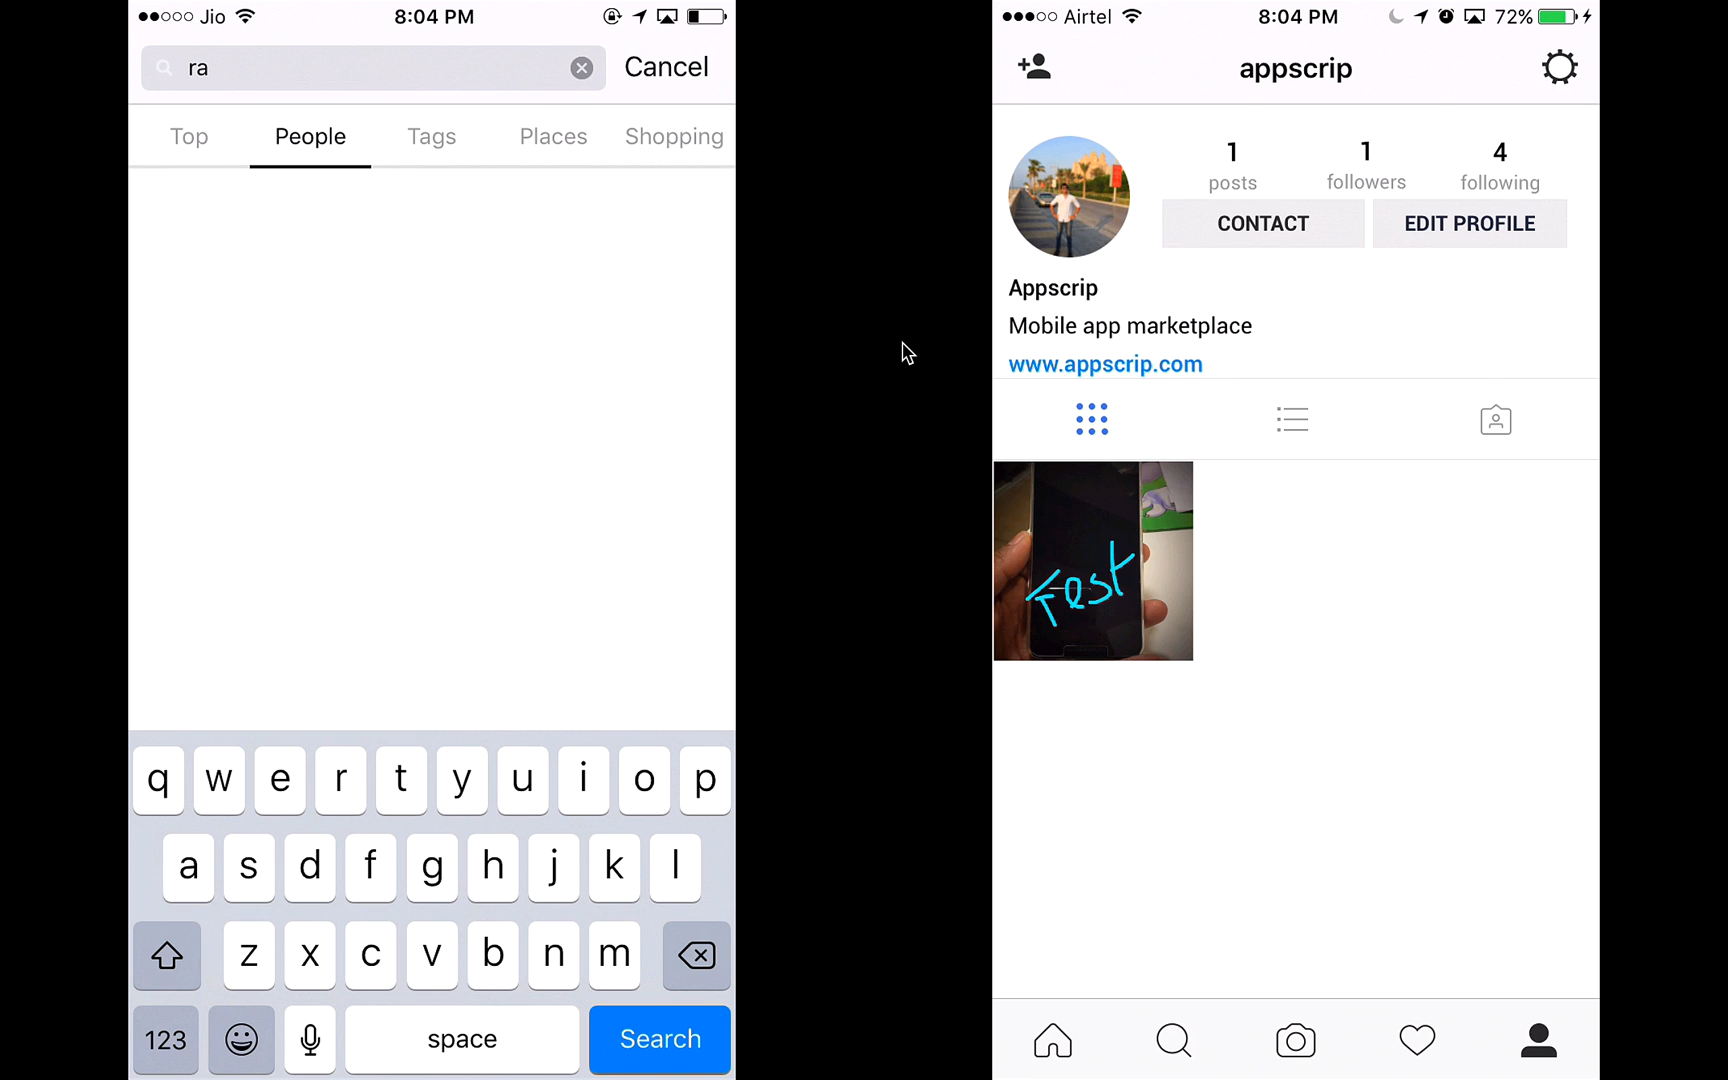 Jio
8:04 PM
ra
Cancel
Top
People
Tags
Places
Shopping
q w e r t y u i o p
a s d f g h j k l
z x c v b n m
123
space
Search
Airtel
8:04 PM
72%
appscrip
1
posts
1
followers
4
following
CONTACT
EDIT PROFILE
Appscrip
Mobile app marketplace
www.appscrip.com
Test